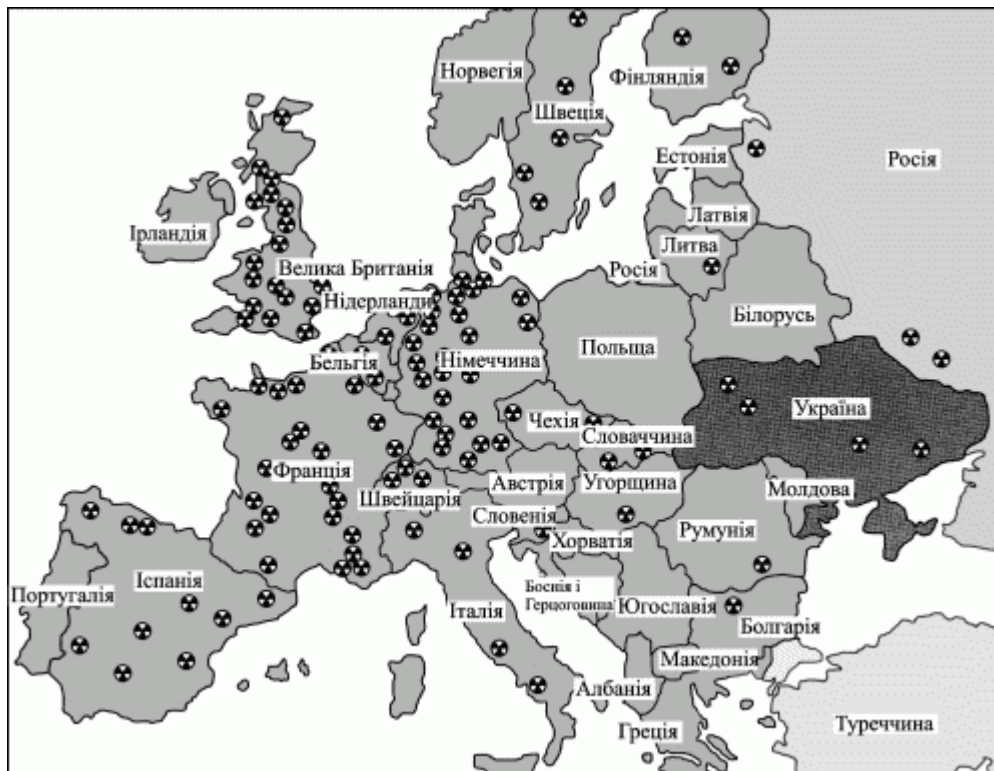 Норвегія
Фінляндія
Швеція
Естонія
Росія
Латвія
Ірландія
Литва
Велика Британія
Росія
Нідерланди
Білорусь
Польща
Бельгія
Німеччина
Україна
Чехія
Словаччина
Франція
Австрія
Угорщина
Швейцарія
Молдова
Словенія
Румунія
Хорватія
Іспанія
Боснія і
Герцоговина
Португалія
Італія
Югославія
Болгарія
Македонія
Албанія
Туреччина
Греція